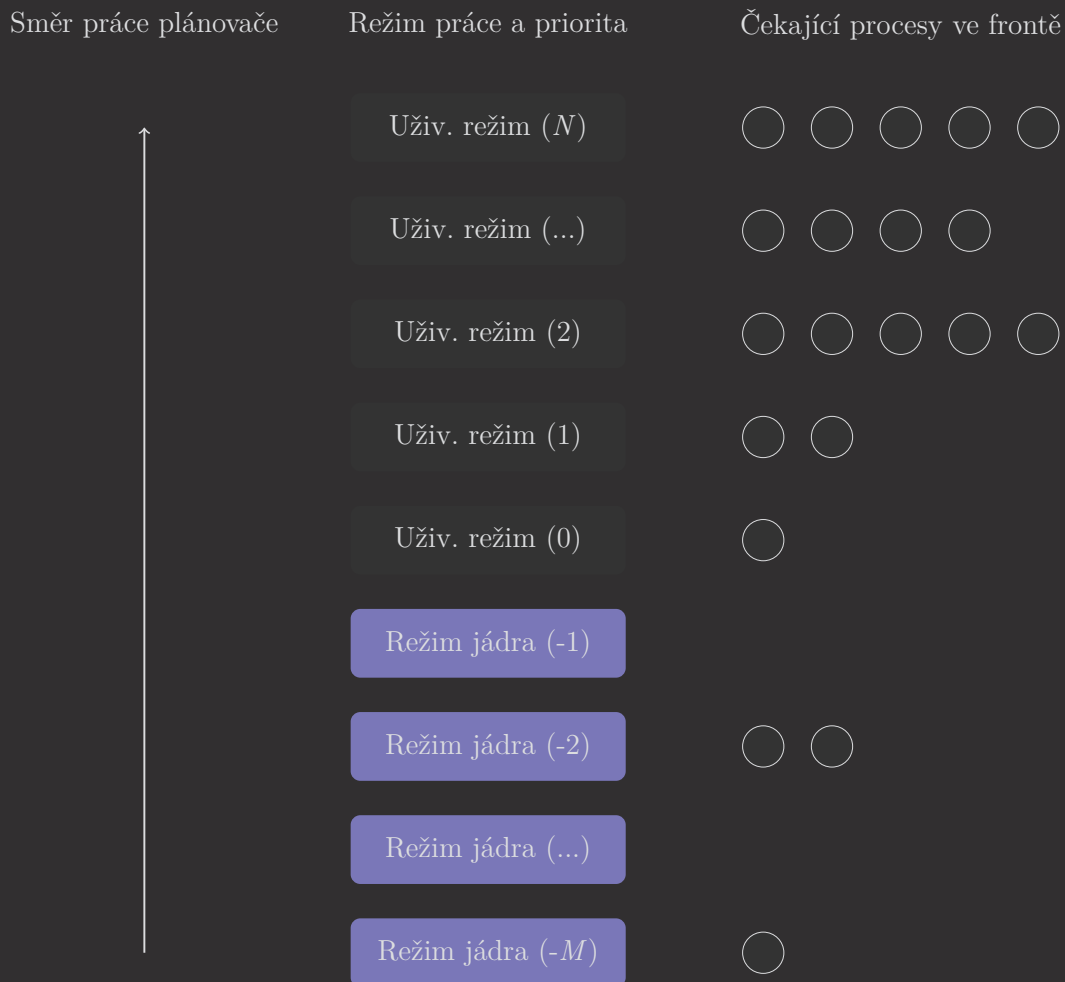 Směr práce plánovače
Režim práce a priorita
Čekající procesy ve frontě
Uživ. režim (N)
Uživ. režim (...)
Uživ. režim (2)
Uživ. režim (1)
Uživ. režim (0)
Režim jádra (-1)
Režim jádra (-2)
Režim jádra (...)
Režim jádra (-M)